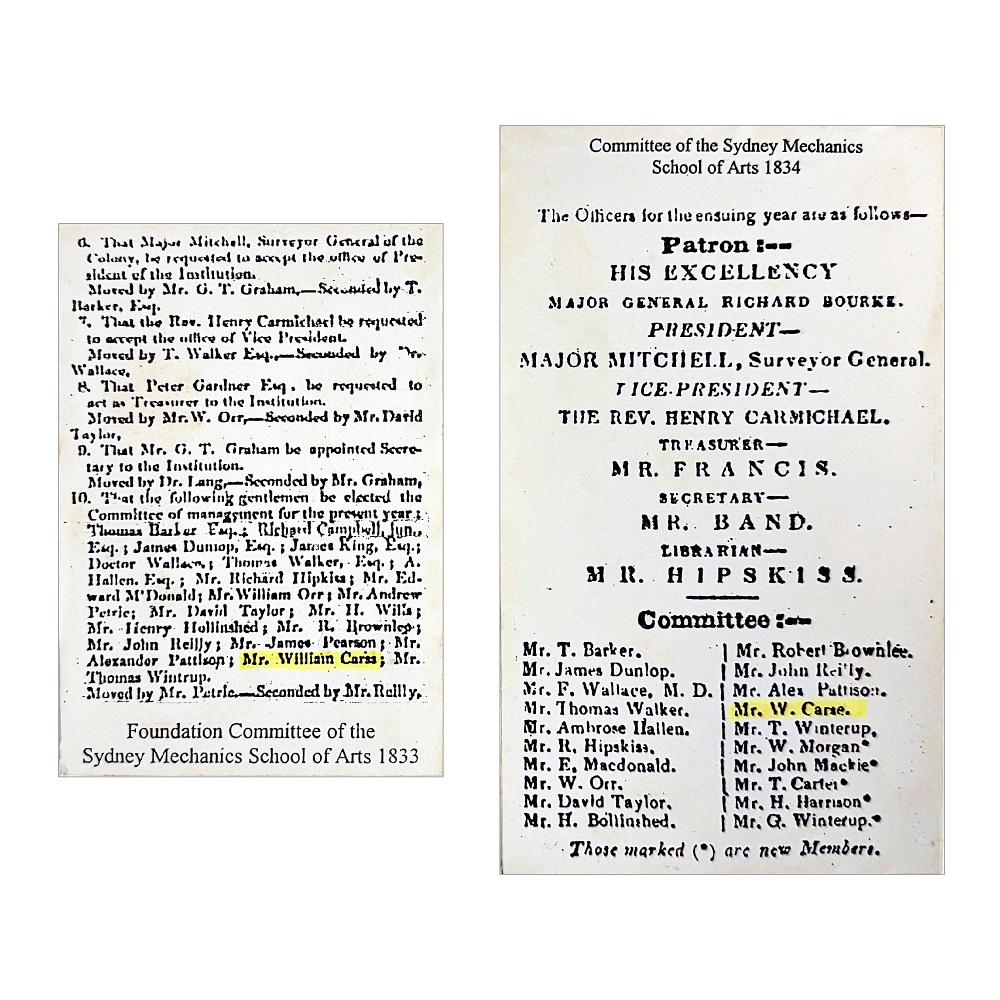 6. That Major Mitchell, Surveyor General of the
Colony, be requested to accept the office of Pre-
sident of the Institution.
Moved by Mr. G. T. Graham,—Seconded by T.
Barker, Esq.
7. That the Rev. Henry Carmichael be requested
to accept the office of Vice President.
Moved by T. Walker Esq.,—Seconded by Dr.
Wallace,
8. That Peter Gardner Esq. be requested to
act as Treasurer to the Institution.
Moved by Mr. W. Orr,—Seconded by Mr. David
Taylor,
9. That Mr. G. T. Graham be appointed Secre-
tary to the Institution.
Moved by Dr. Lang,—Seconded by Mr. Graham,
10. That the following gentlemen be elected the
Committee of management for the present year;
Thomas Barker Esq.; Richard Campbell, Jun.,
Esq.; James Dunlop, Esq.; James King, Esq.;
Doctor Wallace,; Thomas Walker, Esq; A.
Hallen, Esq; Mr. Richard Hipkiss; Mr. Ed-
ward M'Donald; Mr. William Orr; Mr. Andrew
Petrie; Mr. David Taylor; Mr. H. Wills;
Mr. Henry Hollinshed; Mr. R. Brownlee;
Mr. John Reilly; Mr. James Pearson; Mr.
Alexander Pattison; Mr. William Carss; Mr.
Thomas Wintrup.
Moved by Mr. Petrie.—Seconded by Mr. Reilly,
Foundation Committee of the
Sydney Mechanics School of Arts 1833
Committee of the Sydney Mechanics
School of Arts 1834
The Officers for the ensuing year are as follows—
Patron:--
HIS EXCELLENCY
MAJOR GENERAL RICHARD BOURKE.
PRESIDENT—
MAJOR MITCHELL, Surveyor General.
VICE-PRESIDENT—
THE REV. HENRY CARMICHAEL.
TREASURER—
MR. FRANCIS.
SECRETARY—
MR. BAND.
LIBRARIAN—
MR. HIPSKISS.
Committee:--
Mr. T. Barker.
Mr. James Dunlop.
Mr. F. Wallace, M. D.
Mr. Thomas Walker.
Mr. Ambrose Hallen.
Mr. R. Hipskiss.
Mr. E. Macdonald.
Mr. W. Orr.
Mr. David Taylor.
Mr. H. Bollinshed.
Mr. Robert Brownlee.
Mr. John Reilly.
Mr. Alex Pattison.
Mr. W. Carse.
Mr. T. Winterup.
Mr. W. Morgan*
Mr. John Mackie*
Mr. T. Carter*
Mr. H. Harrison*
Mr. G. Winterup.*
Those marked (*) are new Members.